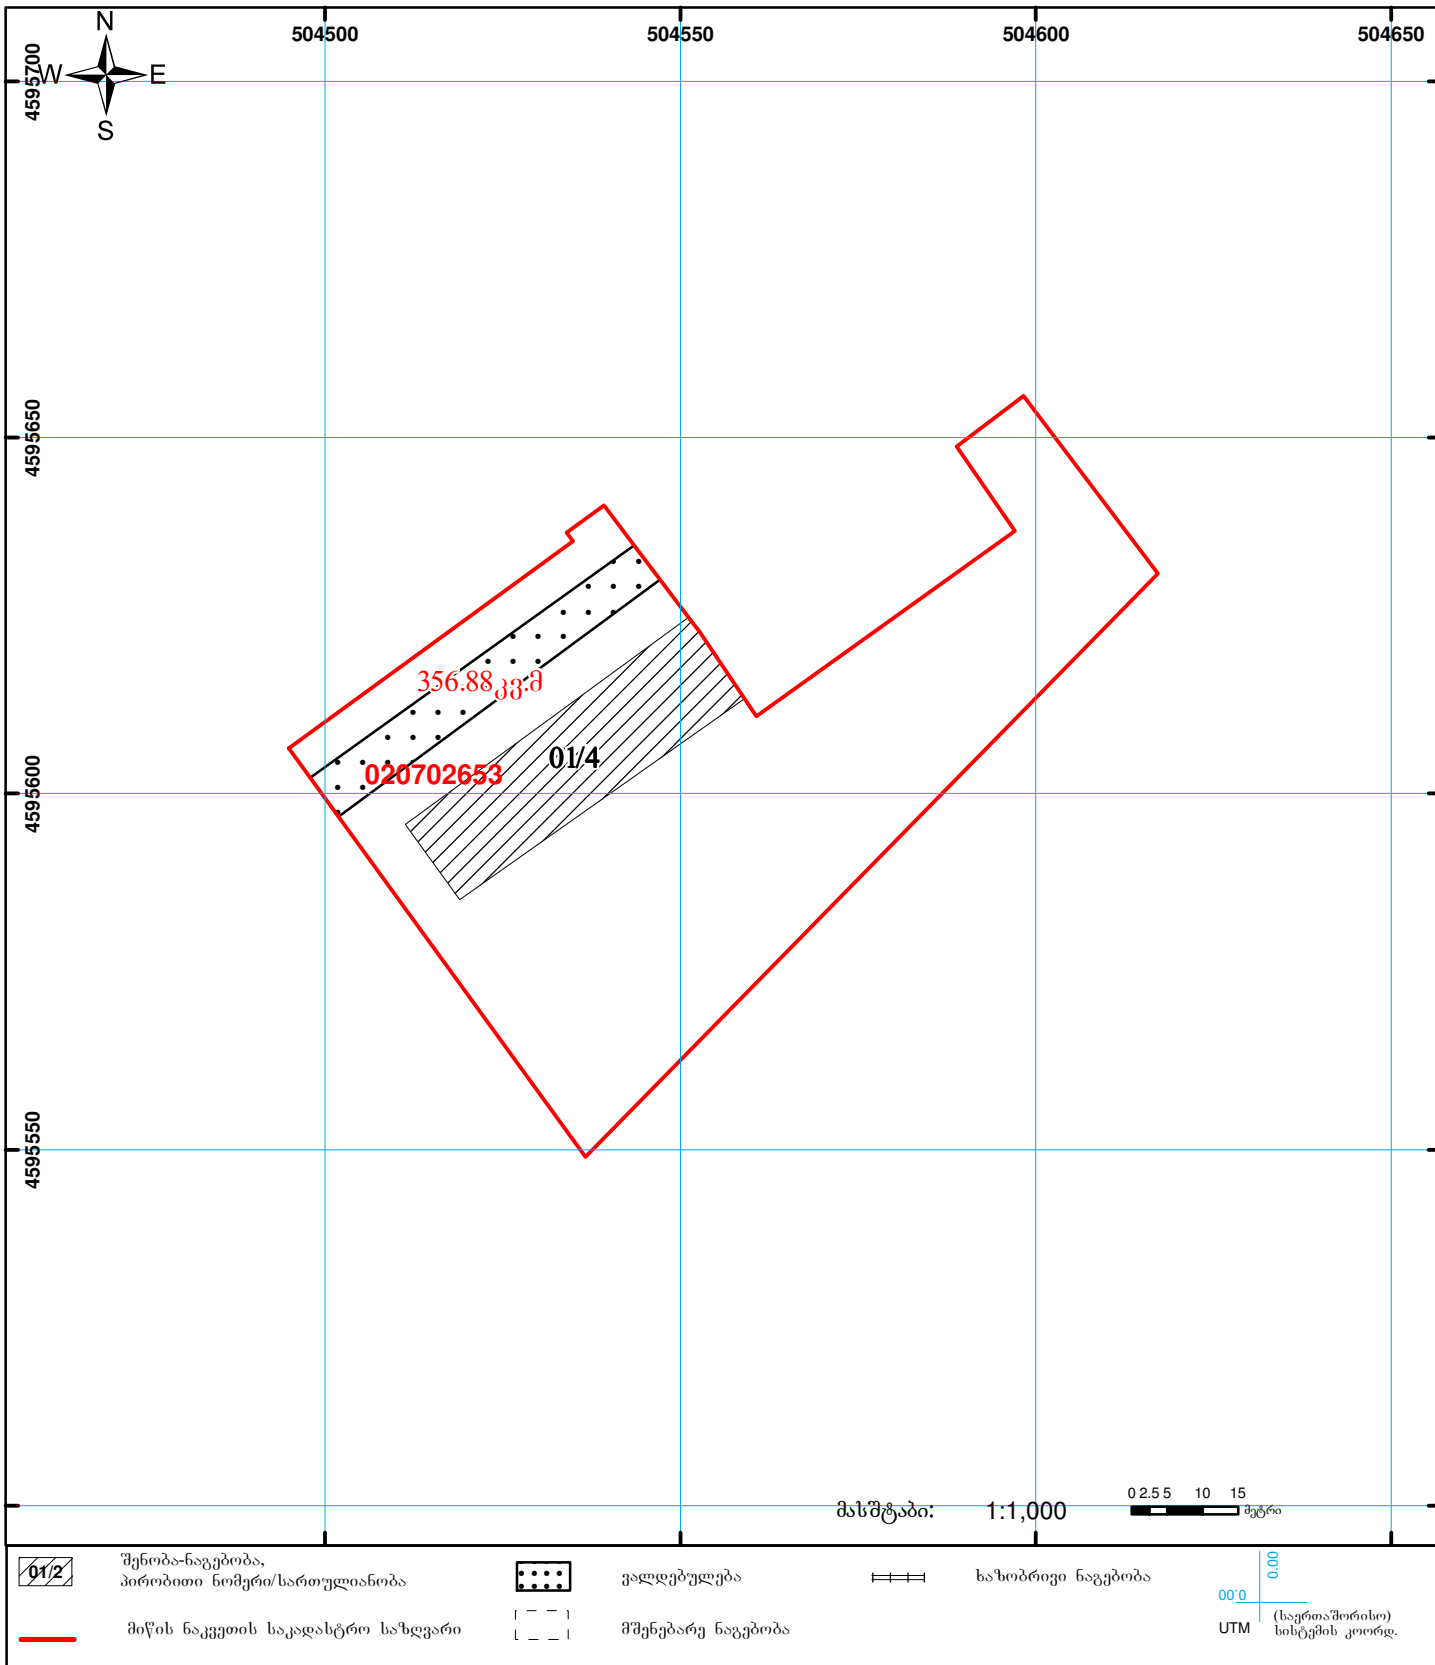 N
W E
S
504500 504550 504600 504650
4595700
4595650
4595600
4595550
356.88კვ.მ
01/4
020702653
მასშტაბი: 1:1,000
0 2.5 5 10 15
მეტრი
01/2
შენობა-ნაგებობა,
პირობითი ნომერი/სართულიანობა
ვალდებულება
ხაზობრივი ნაგებობა
მიწის ნაკვეთის საკადასტრო საზღვარი
მშენებარე ნაგებობა
0.00
0.00
UTM
(საერთაშორისო)
სისტემის კოორდ.